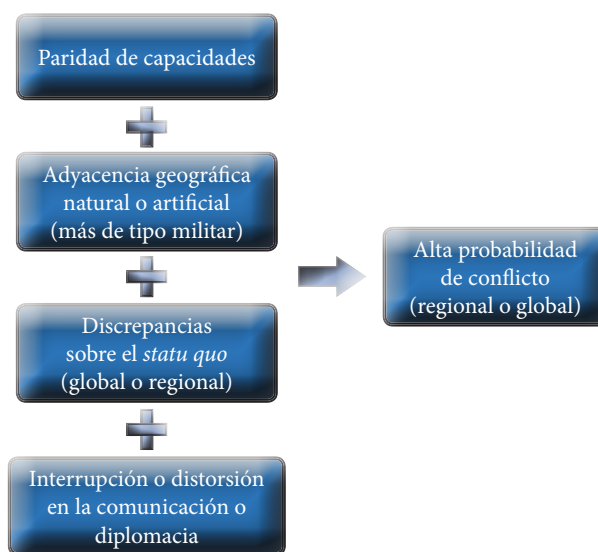 Paridad de capacidades
Adyacencia geográfica
natural o artificial
(más de tipo militar)
Discrepancias
sobre el statu quo
(global o regional)
Interrupción o distorsión
en la comunicación o
diplomacia
Alta probabilidad
de conflicto
(regional o global)